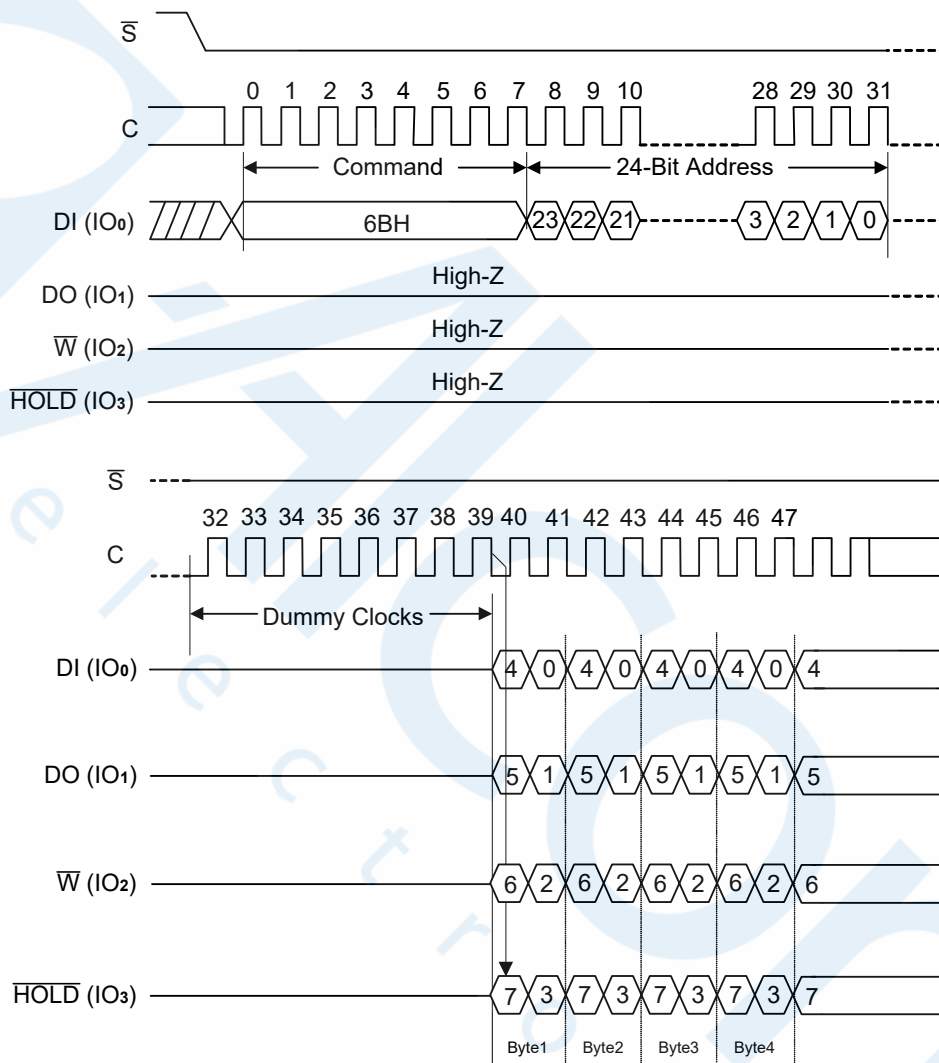 S
0 1 2 3 4 5 6 7 8 9 10 28 29 30 31
C
Command 24-Bit Address
DI (IO0) 6BH 23 22 21 3 2 1 0
High-Z
DO (IO1)
High-Z
W (IO2)
High-Z
HOLD (IO3)
S
32 33 34 35 36 37 38 39 40 41 42 43 44 45 46 47
C
Dummy Clocks
DI (IO0) 4 0 4 0 4 0 4 0 4
DO (IO1) 5 1 5 1 5 1 5 1 5
W (IO2) 6 2 6 2 6 2 6 2 6
HOLD (IO3) 7 3 7 3 7 3 7 3 7
Byte1 Byte2 Byte3 Byte4